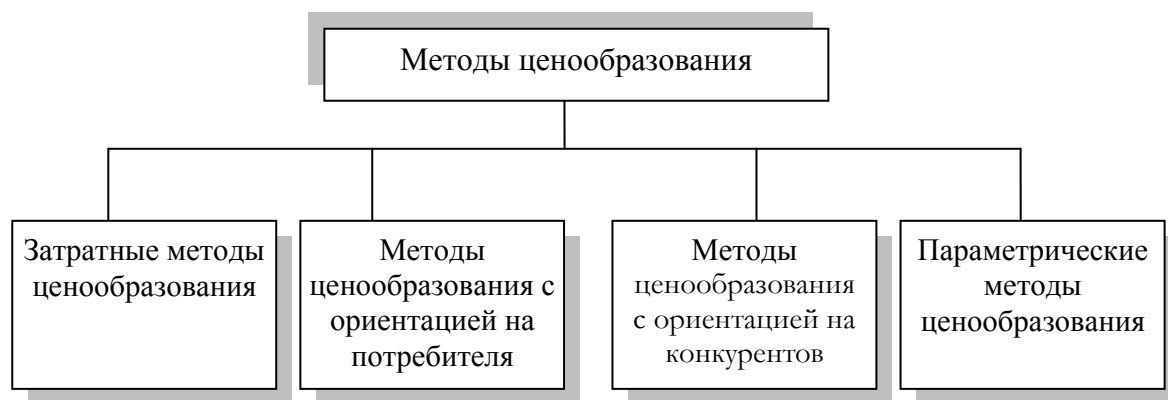 Методы ценообразования
Затратные методы
ценообразования
Методы
ценообразования с
ориентацией на
потребителя
Методы
ценообразования
с ориентацией на
конкурентов
Параметрические
методы
ценообразования